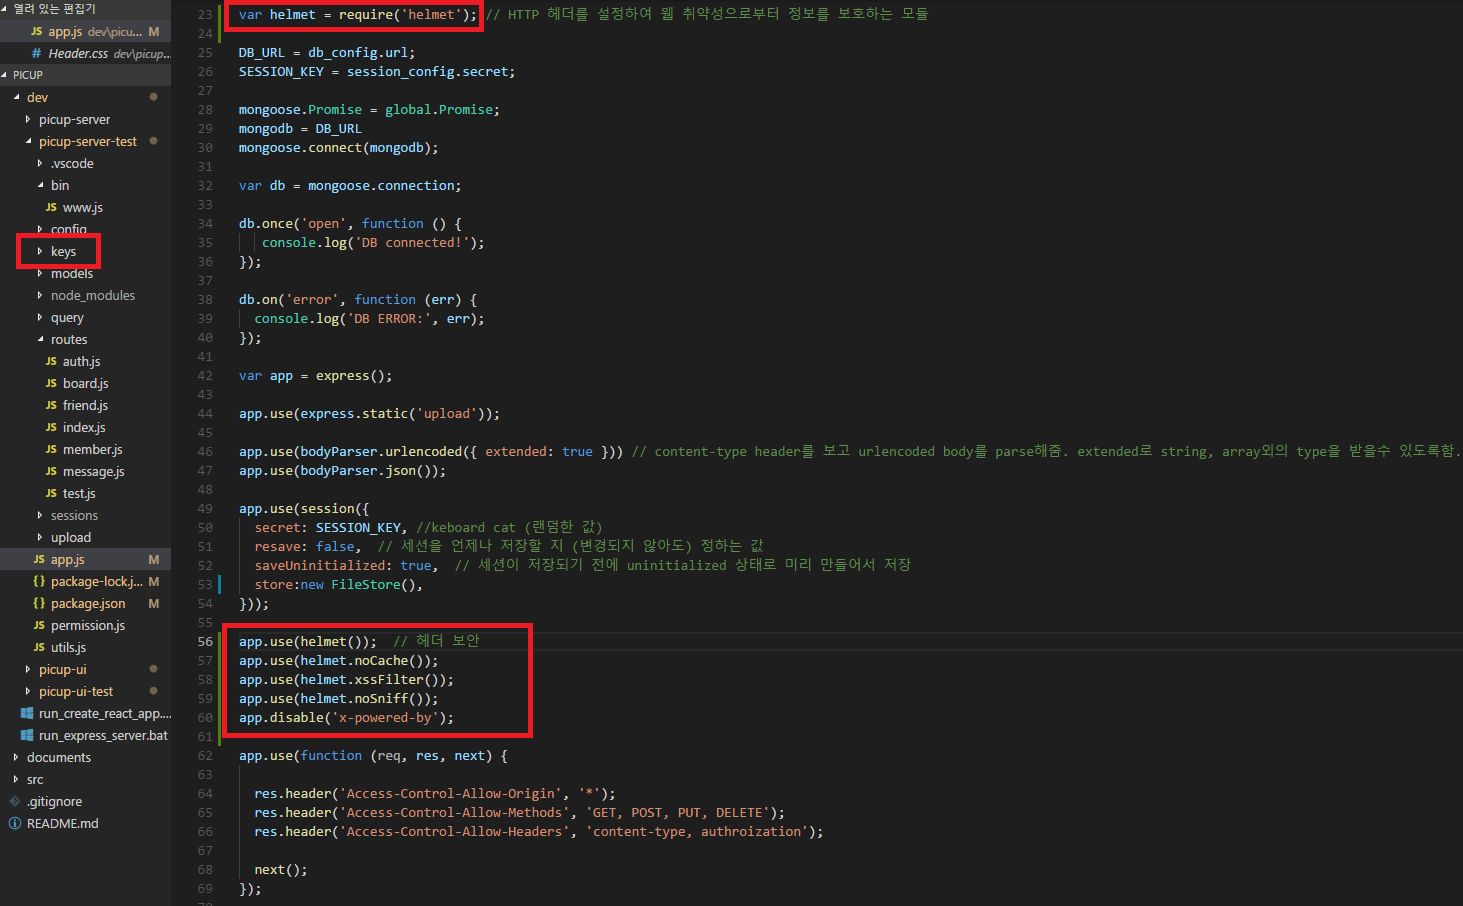 열려 있는 편집기
JS app.js dev\picu... M
# Header.css dev\picup...
PICUP
dev
picup-server
picup-server-test
.vscode
bin
JS www.js
config
keys
models
node_modules
query
routes
JS auth.js
JS board.js
JS friend.js
JS index.js
JS member.js
JS message.js
JS test.js
sessions
upload
JS app.js M
{} package-lock.j... M
{} package.json M
JS permission.js
JS utils.js
picup-ui
picup-ui-test
run_create_react_app....
run_express_server.bat
documents
src
.gitignore
README.md
23 var helmet = require('helmet'); // HTTP 헤더를 설정하여 웹 취약성으로부터 정보를 보호하는 모듈
24
25 DB_URL = db_config.url;
26 SESSION_KEY = session_config.secret;
27
28 mongoose.Promise = global.Promise;
29 mongodb = DB_URL
30 mongoose.connect(mongodb);
31
32 var db = mongoose.connection;
33
34 db.once('open', function () {
35 console.log('DB connected!');
36 });
37
38 db.on('error', function (err) {
39 console.log('DB ERROR:', err);
40 });
41
42 var app = express();
43
44 app.use(express.static('upload'));
45
46 app.use(bodyParser.urlencoded({ extended: true })) // content-type header를 보고 urlencoded body를 parse해줌. extended로 string, array외의 type을 받을수 있도록함.
47 app.use(bodyParser.json());
48
49 app.use(session({
50 secret: SESSION_KEY, //keboard cat (랜덤한 값)
51 resave: false, // 세션을 언제나 저장할 지 (변경되지 않아도) 정하는 값
52 saveUninitialized: true, // 세션이 저장되기 전에 uninitialized 상태로 미리 만들어서 저장
53 store:new FileStore(),
54 }));
55
56 app.use(helmet()); // 헤더 보안
57 app.use(helmet.noCache());
58 app.use(helmet.xssFilter());
59 app.use(helmet.noSniff());
60 app.disable('x-powered-by');
61
62 app.use(function (req, res, next) {
63
64 res.header('Access-Control-Allow-Origin', '*');
65 res.header('Access-Control-Allow-Methods', 'GET, POST, PUT, DELETE');
66 res.header('Access-Control-Allow-Headers', 'content-type, authroization');
67
68 next();
69 });